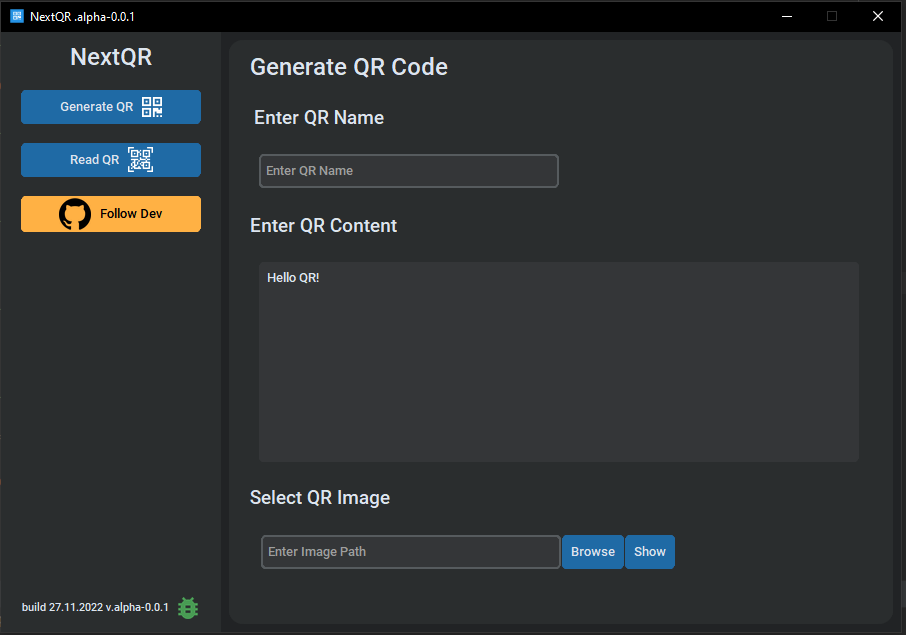 NextQR .alpha-0.0.1
NextQR
Generate QR
Read QR
Follow Dev
build 27.11.2022 v.alpha-0.0.1
Generate QR Code
Enter QR Name
Enter QR Name
Enter QR Content
Hello QR!
Select QR Image
Enter Image Path
Browse
Show